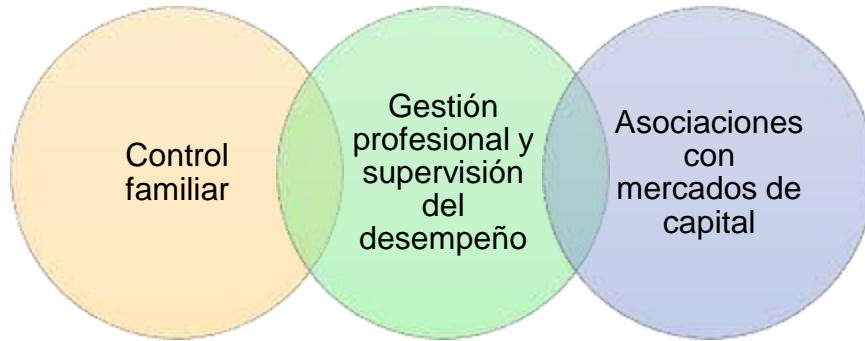 Control
familiar
Gestión
profesional y
supervisión
del
desempeño
Asociaciones
con
mercados de
capital